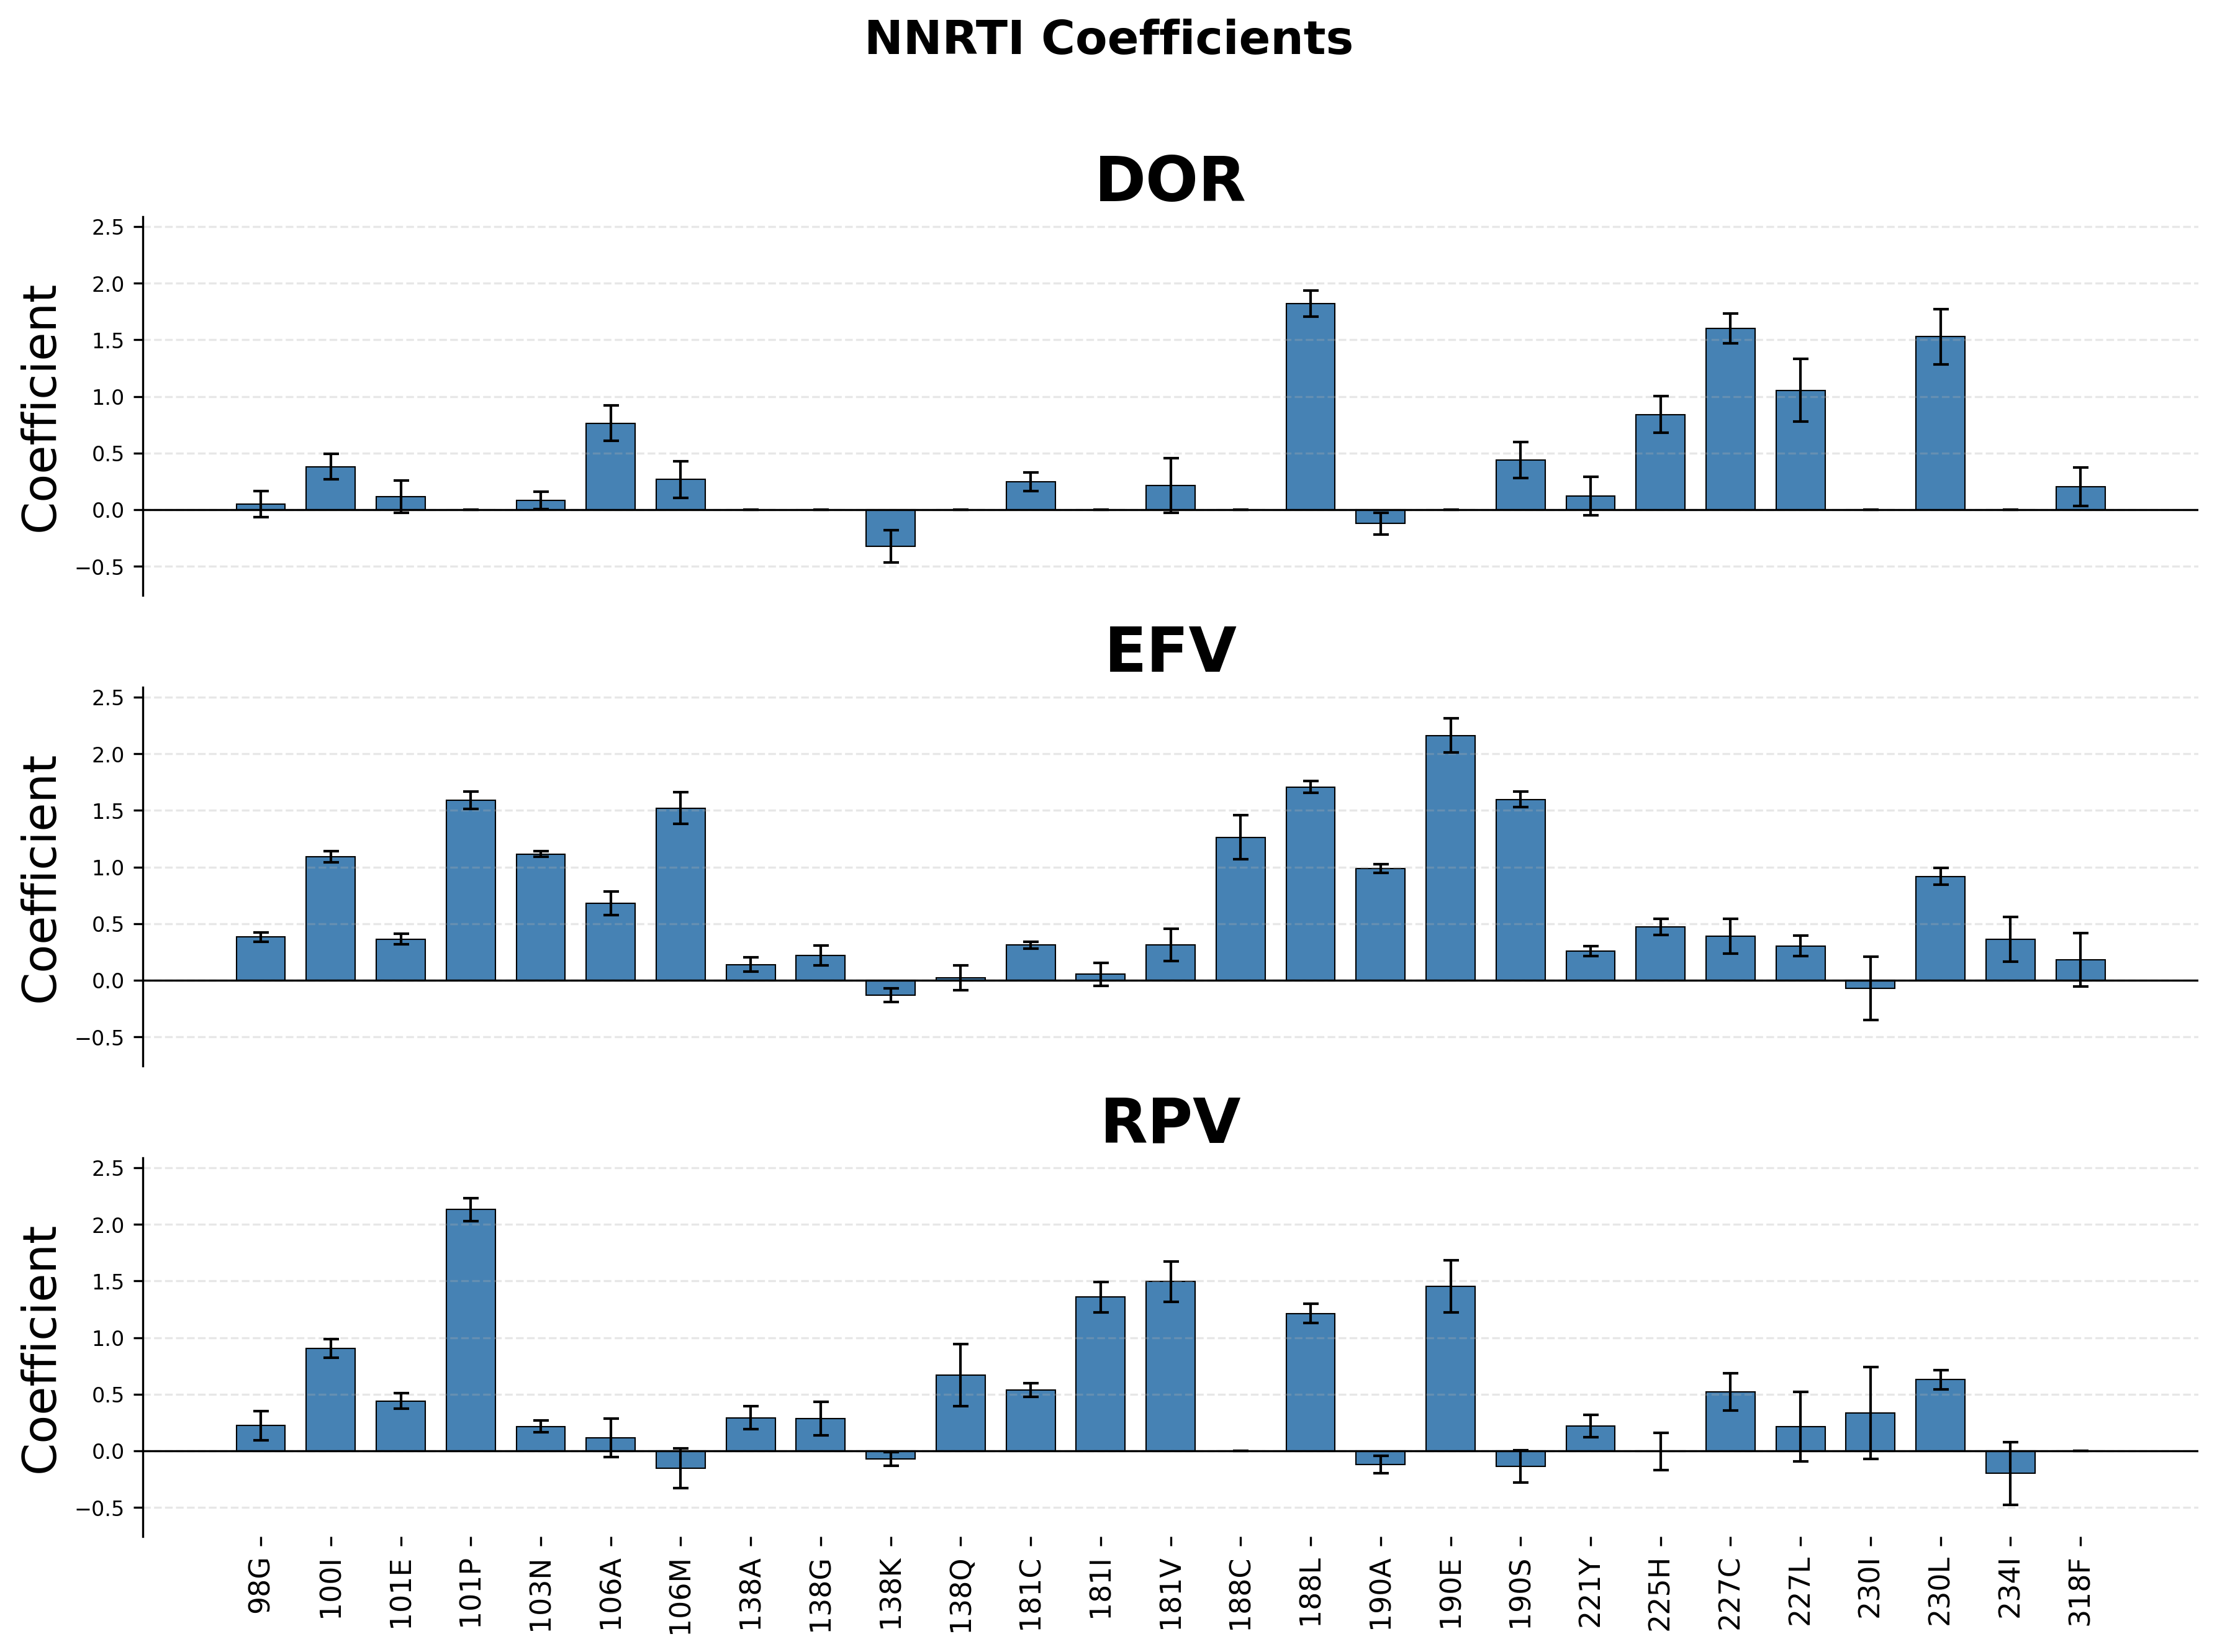 NNRTI Coefficients
DOR
Coefficient
2.5
2.0
1.5
1.0
0.5
0.0
−0.5
EFV
Coefficient
2.5
2.0
1.5
1.0
0.5
0.0
−0.5
RPV
Coefficient
2.5
2.0
1.5
1.0
0.5
0.0
−0.5
98G
100I
101E
101P
103N
106A
106M
138A
138G
138K
138Q
181C
181I
181V
188C
188L
190A
190E
190S
221Y
225H
227C
227L
230I
230L
234I
318F